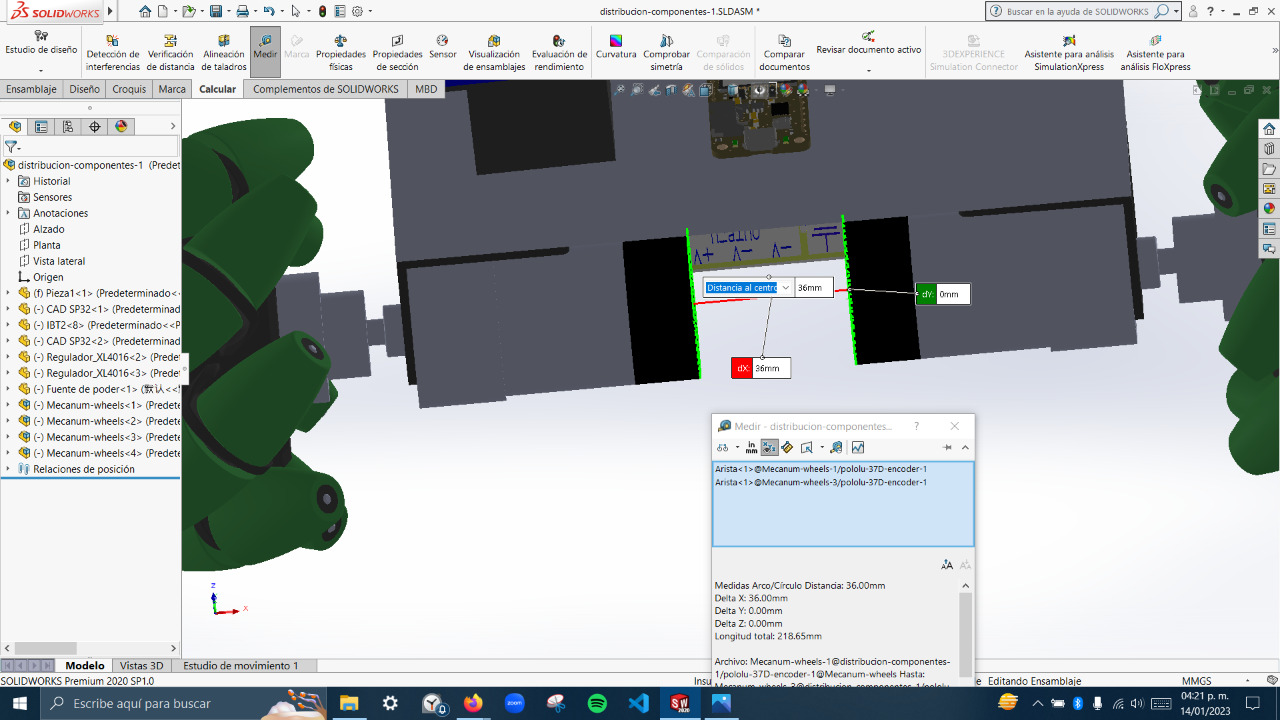 SOLIDWORKS
distribucion-componentes-1.SLDASM *
Buscar en la ayuda de SOLIDWORKS
Estudio de diseño
Detección de interferencias
Verificación de distancia
Alineación de taladros
Medir
Marca
Propiedades físicas
Propiedades de sección
Sensor
Visualización de ensamblajes
Evaluación de rendimiento
Curvatura
Comprobar simetría
Comparación de sólidos
Comparar documentos
Revisar documento activo
3DEXPERIENCE Simulation Connector
Asistente para análisis SimulationXpress
Asistente para análisis FloXpress
Ensamblaje
Diseño
Croquis
Marca
Calcular
Complementos de SOLIDWORKS
MBD
distribucion-componentes-1 (Predet
Historial
Sensores
Anotaciones
Alzado
Planta
Vista lateral
Origen
(f) Pieza1<1> (Predeterminado<<
(-) CAD SP32<1> (Predeterminad
(-) IBT2<8> (Predeterminado<<P
(-) CAD SP32<2> (Predeterminad
(-) Regulador_XL4016<2> (Predet
(-) Regulador_XL4016<3> (Predet
(-) Fuente de poder<1> (默认<<
(-) Mecanum-wheels<1> (Predete
(-) Mecanum-wheels<2> (Predete
(-) Mecanum-wheels<3> (Predete
(-) Mecanum-wheels<4> (Predete
Relaciones de posición
V+ V- V-
Distancia al centro
36mm
dY: 0mm
dX: 36mm
Medir - distribucion-componentes...
in
mm
Arista<1>@Mecanum-wheels-1/pololu-37D-encoder-1
Arista<1>@Mecanum-wheels-3/pololu-37D-encoder-1
Medidas Arco/Círculo Distancia: 36.00mm
Delta X: 36.00mm
Delta Y: 0.00mm
Delta Z: 0.00mm
Longitud total: 218.65mm
Archivo: Mecanum-wheels-1@distribucion-componentes-
1/pololu-37D-encoder-1@Mecanum-wheels Hasta:
Mecanum-wheels-3@distribucion-componentes-1/pololu-
Z
X
Modelo
Vistas 3D
Estudio de movimiento 1
SOLIDWORKS Premium 2020 SP1.0
Editando Ensamblaje
MMGS
Escribe aquí para buscar
zoom
SW
2020
04:21 p. m.
14/01/2023